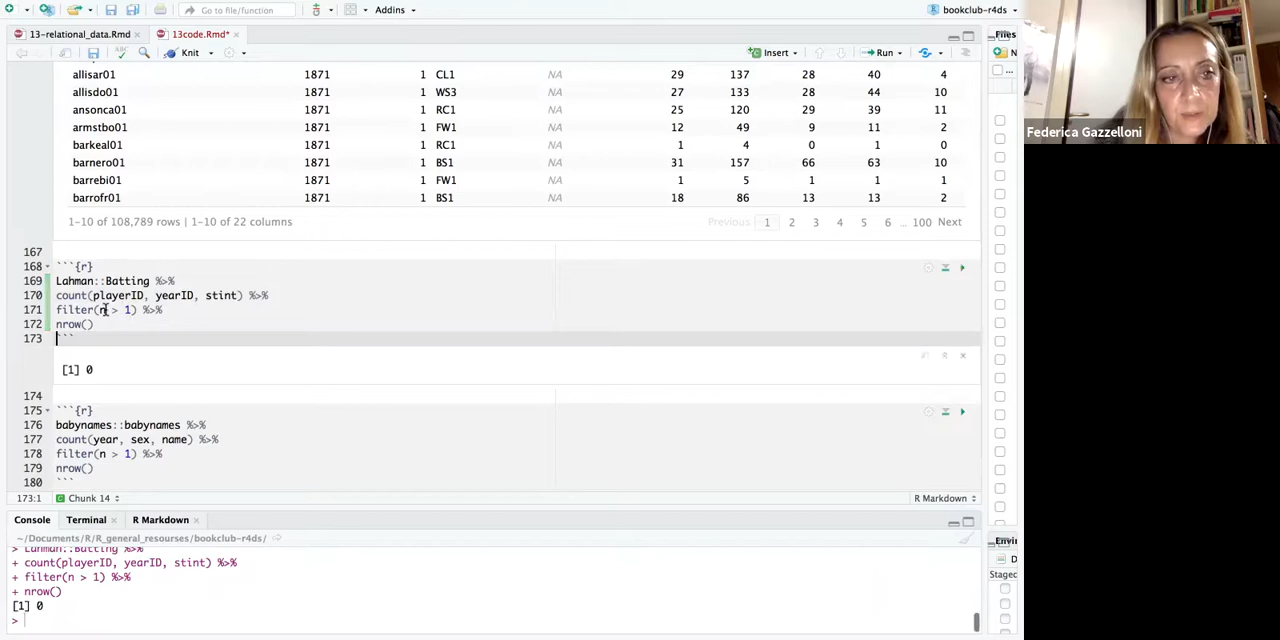 Go to file/function
Addins
bookclub-r4ds
13-relational_data.Rmd
13code.Rmd*
Files
Knit
Insert
Run
N
...
allisar01 1871 1 CL1 NA 29 137 28 40 4
allisdo01 1871 1 WS3 NA 27 133 28 44 10
ansonca01 1871 1 RC1 NA 25 120 29 39 11
armstbo01 1871 1 FW1 NA 12 49 9 11 2
barkeal01 1871 1 RC1 NA 1 4 0 1 0
barnero01 1871 1 BS1 NA 31 157 66 63 10
barrebi01 1871 1 FW1 NA 1 5 1 1 1
barrofr01 1871 1 BS1 NA 18 86 13 13 2
1-10 of 108,789 rows | 1-10 of 22 columns
Previous 1 2 3 4 5 6 … 100 Next
167
168 ```{r}
169 Lahman::Batting %>%
170 count(playerID, yearID, stint) %>%
171 filter(n > 1) %>%
172 nrow()
173 ```
[1] 0
174
175 ```{r}
176 babynames::babynames %>%
177 count(year, sex, name) %>%
178 filter(n > 1) %>%
179 nrow()
180 ```
173:1 Chunk 14 R Markdown
Console Terminal R Markdown
~/Documents/R/R_general_resourses/bookclub-r4ds/
> Lahman::Batting %>%
+ count(playerID, yearID, stint) %>%
+ filter(n > 1) %>%
+ nrow()
[1] 0
>
Envir
D
Staged
Federica Gazzelloni